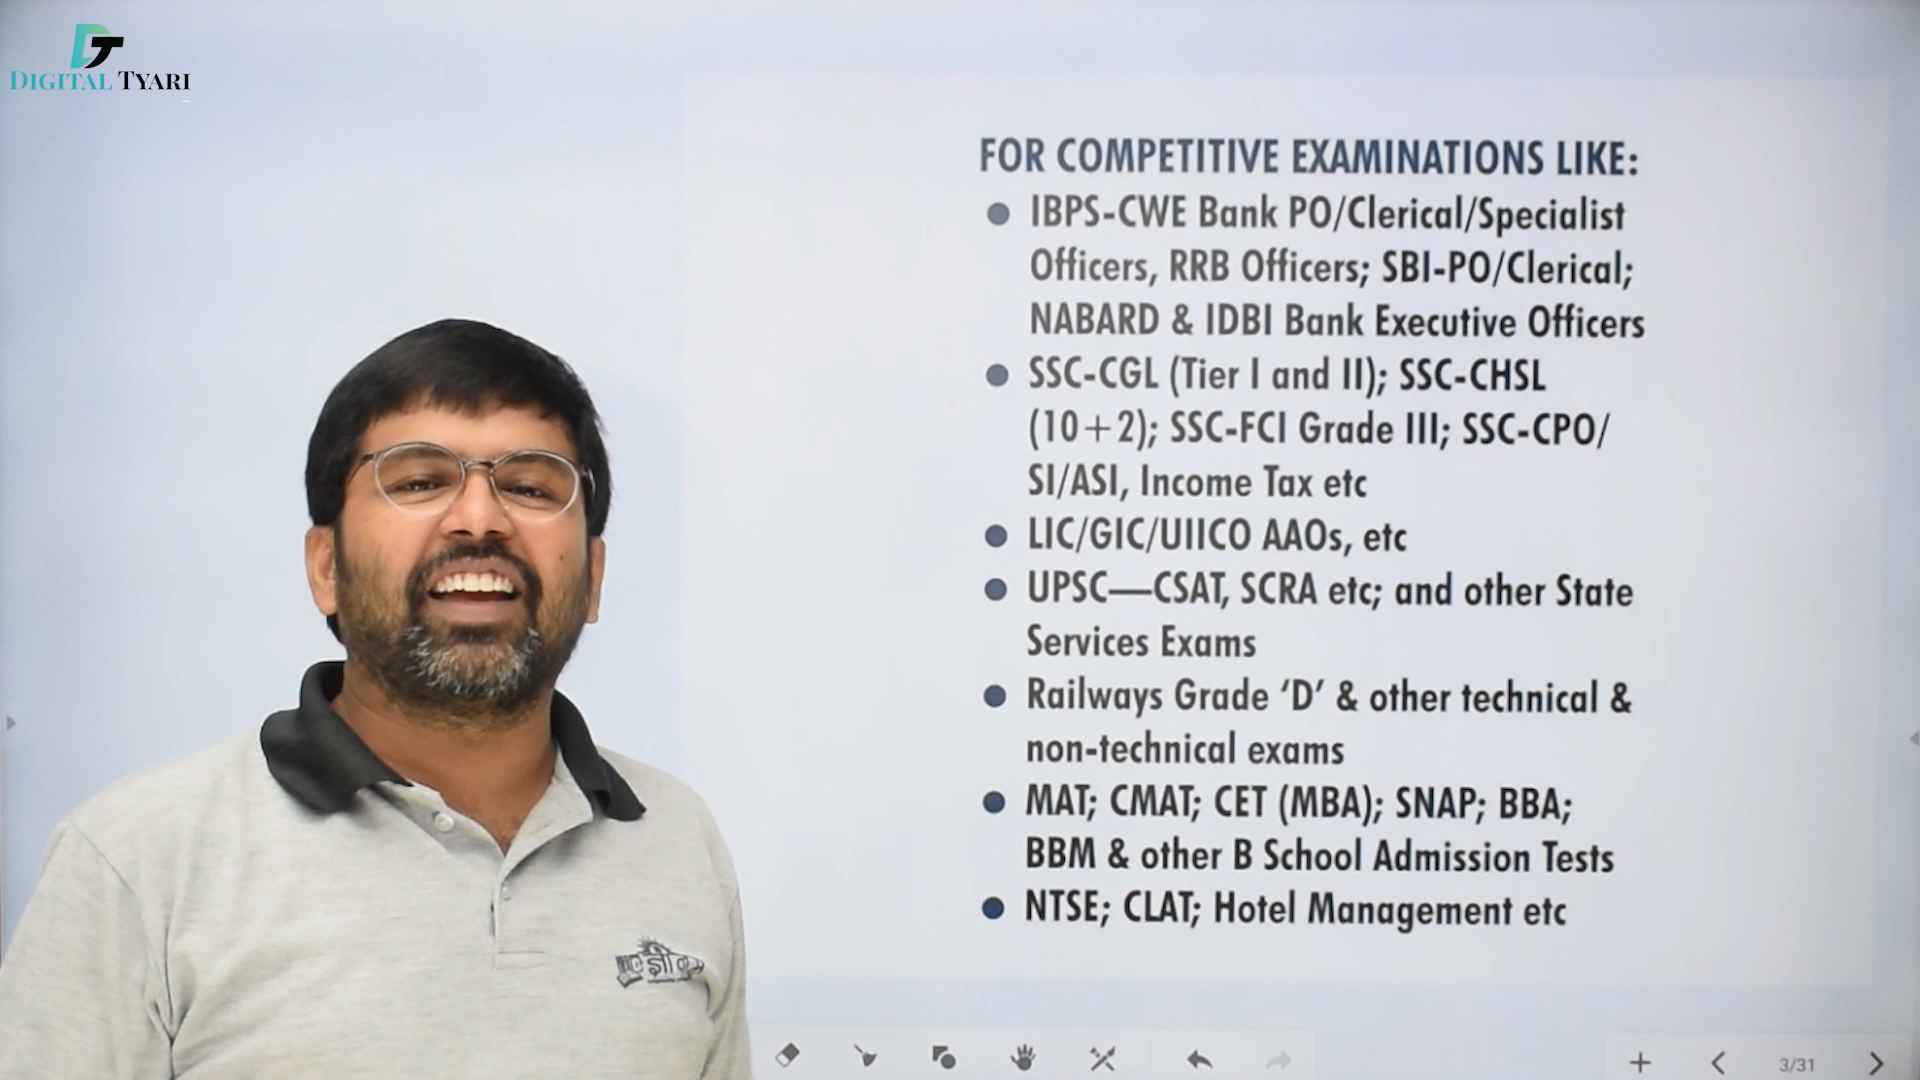 DT
DIGITAL TYARI
FOR COMPETITIVE EXAMINATIONS LIKE:
IBPS-CWE Bank PO/Clerical/Specialist
Officers, RRB Officers; SBI-PO/Clerical;
NABARD & IDBI Bank Executive Officers
SSC-CGL (Tier I and II); SSC-CHSL
(10+2); SSC-FCI Grade III; SSC-CPO/
SI/ASI, Income Tax etc
LIC/GIC/UIICO AAOs, etc
UPSC—CSAT, SCRA etc; and other State
Services Exams
Railways Grade ‘D’ & other technical &
non-technical exams
MAT; CMAT; CET (MBA); SNAP; BBA;
BBM & other B School Admission Tests
NTSE; CLAT; Hotel Management etc
3/31